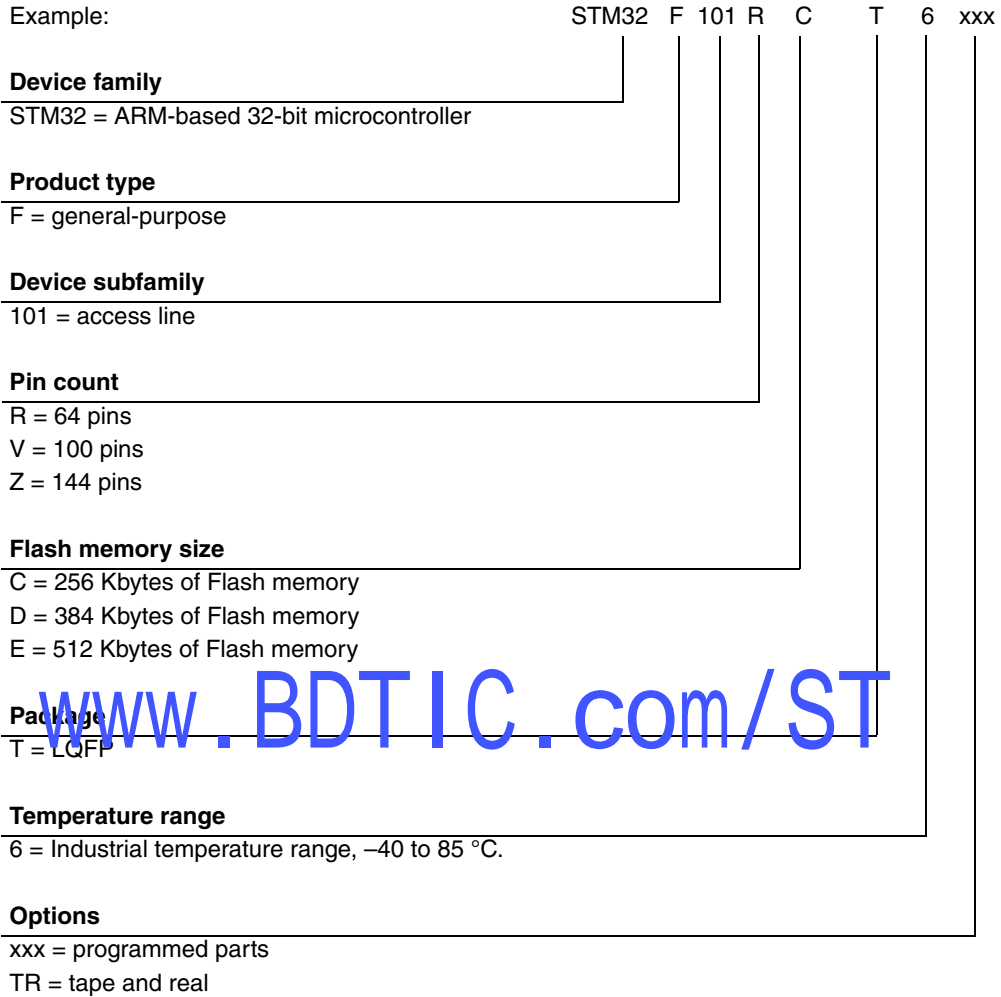 Example: STM32 F 101 R C T 6 xxx
Device family
STM32 = ARM-based 32-bit microcontroller
Product type
F = general-purpose
Device subfamily
101 = access line
Pin count
R = 64 pins
V = 100 pins
Z = 144 pins
Flash memory size
C = 256 Kbytes of Flash memory
D = 384 Kbytes of Flash memory
E = 512 Kbytes of Flash memory
www.BDTIC.com/ST
Package
T = LQFP
Temperature range
6 = Industrial temperature range, –40 to 85 °C.
Options
xxx = programmed parts
TR = tape and real